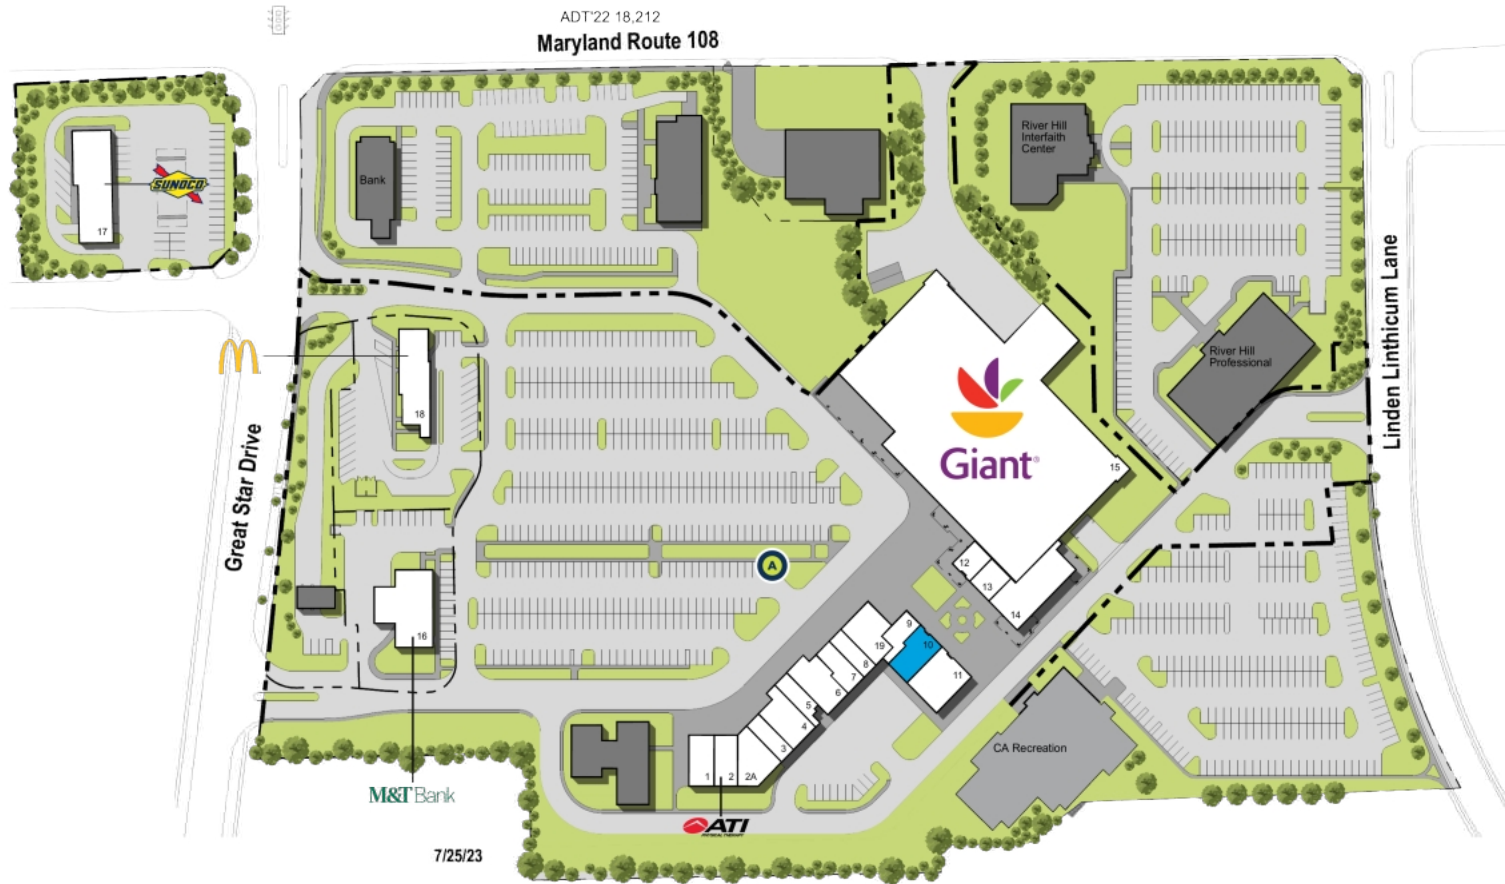 ADT'22 18,212
Maryland Route 108
SUNOCO
17
Bank
River Hill
Interfaith
Center
River Hill
Professional
Linden Linthicum Lane
Great Star Drive
18
Giant
15
A
12
13
14
9
10
11
19
8
7
6
5
4
3
2A
2
1
16
CA Recreation
M&T Bank
ATI
PHYSICAL THERAPY
7/25/23